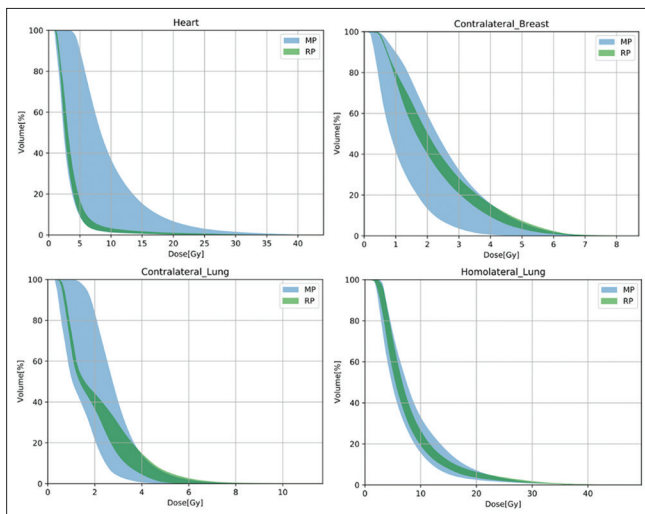 Heart
MP
RP
100
80
60
40
20
0
Volume[%]
0 5 10 15 20 25 30 35 40
Dose[Gy]
Contralateral_Breast
MP
RP
100
80
60
40
20
0
Volume[%]
0 1 2 3 4 5 6 7 8
Dose[Gy]
Contralateral_Lung
MP
RP
100
80
60
40
20
0
Volume[%]
0 2 4 6 8 10
Dose[Gy]
Homolateral_Lung
MP
RP
100
80
60
40
20
0
Volume[%]
0 10 20 30 40
Dose[Gy]